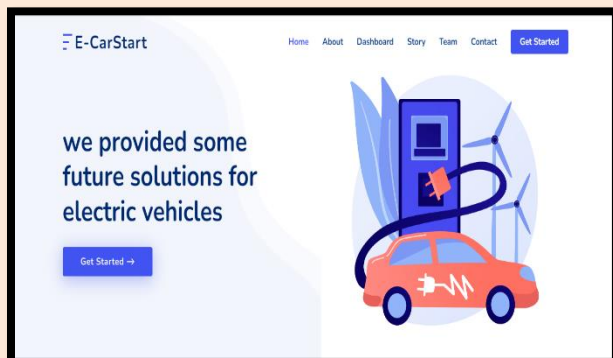 E-CarStart
Home About Dashboard Story Team Contact Get Started
we provided some
future solutions for
electric vehicles
Get Started →